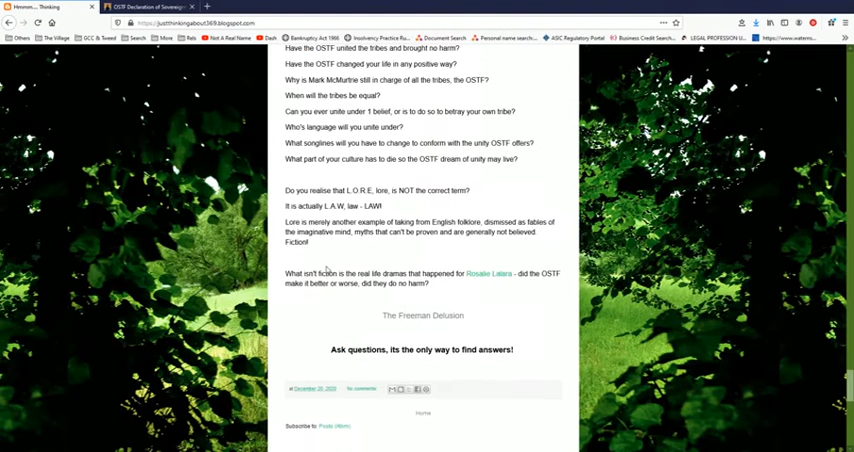 Hmmm.... Thinking
OSTF Declaration of Sovereign
https://justthinkingabout369.blogspot.com
Others
The Village
GCC & Tweed
Search
More
Red
Not A Real Name
Dash
Bankruptcy Act 1966
Insolvency Practice Ru...
Document Search
Personal name search...
ASIC Regulatory Portal
Business Credit Search...
LEGAL PROFESSION U...
https://www.waterns...
Have the OSTF united the tribes and brought no harm?
Have the OSTF changed your life in any positive way?
Why is Mark McMurtrie still in charge of all the tribes, the OSTF?
When will the tribes be equal?
Can you ever unite under 1 belief, or is to do so to betray your own tribe?
Who's language will you unite under?
What songlines will you have to change to conform with the unity OSTF offers?
What part of your culture has to die so the OSTF dream of unity may live?
Do you realise that L.O.R.E, lore, is NOT the correct term?
It is actually L.A.W, law - LAW!
Lore is merely another example of taking from English folklore, dismissed as fables of
the imaginative mind, myths that can't be proven and are generally not believed
Fiction!
What isn't fiction is the real life dramas that happened for Rosalie Lalara - did the OSTF
make it better or worse, did they do no harm?
The Freeman Delusion
Ask questions, its the only way to find answers!
at December 20, 2020 No comments:
Home
Subscribe to: Posts (Atom)